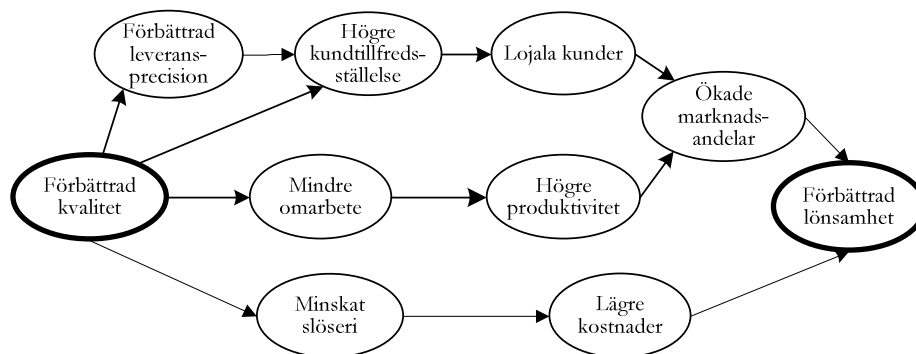 Förbättrad
leverans-
precision
Högre
kundtillfreds-
ställelse
Lojala kunder
Ökade
marknads-
andelar
Förbättrad
kvalitet
Mindre
omarbete
Högre
produktivitet
Förbättrad
lönsamhet
Minskat
slöseri
Lägre
kostnader